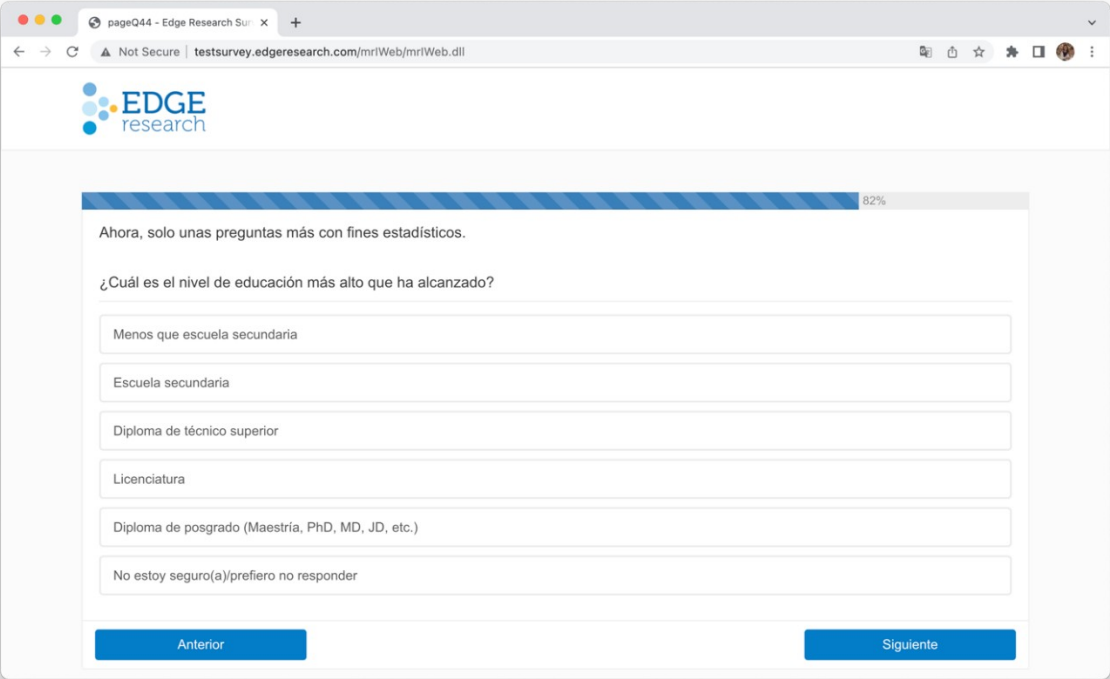 pageQ44 - Edge Research Sur
Not Secure | testsurvey.edgeresearch.com/mrIWeb/mrIWeb.dll
EDGE
research
82%
Ahora, solo unas preguntas más con fines estadísticos.
¿Cuál es el nivel de educación más alto que ha alcanzado?
Menos que escuela secundaria
Escuela secundaria
Diploma de técnico superior
Licenciatura
Diploma de posgrado (Maestría, PhD, MD, JD, etc.)
No estoy seguro(a)/prefiero no responder
Anterior
Siguiente